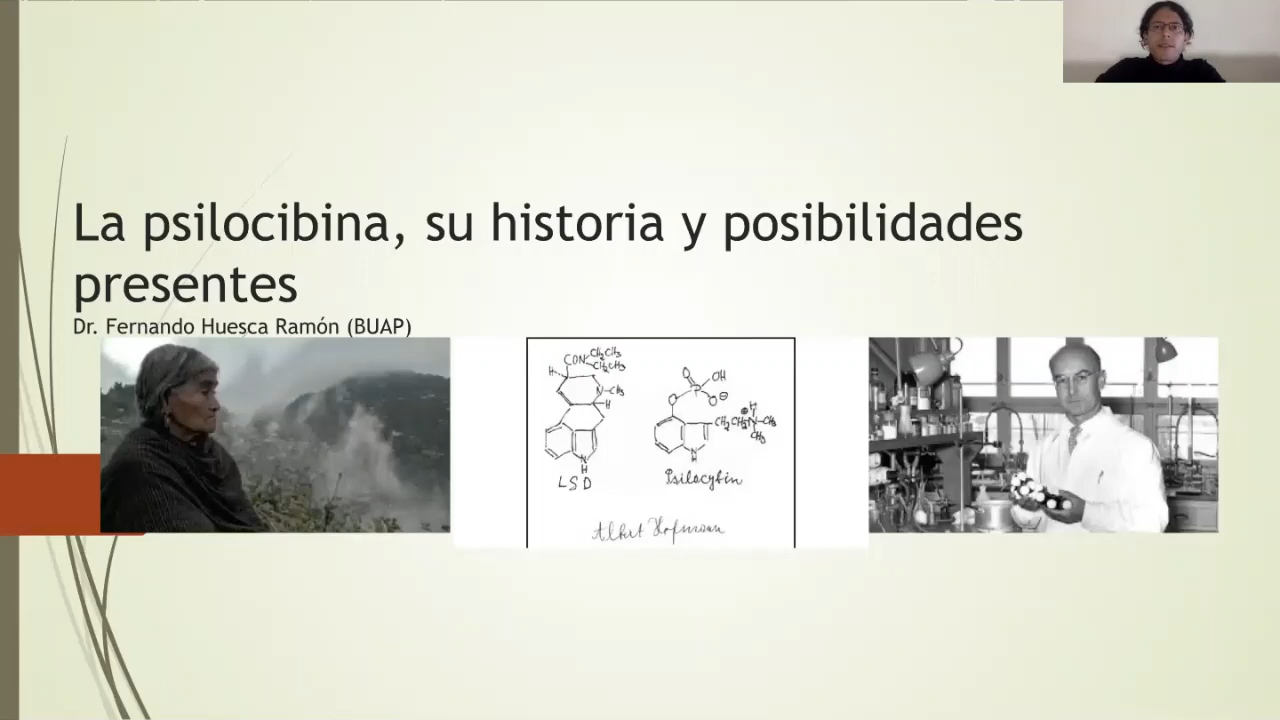 La psilocibina, su historia y posibilidades
presentes
Dr. Fernando Huesca Ramón (BUAP)
LSD
Psilocybin
Albert Hofmann